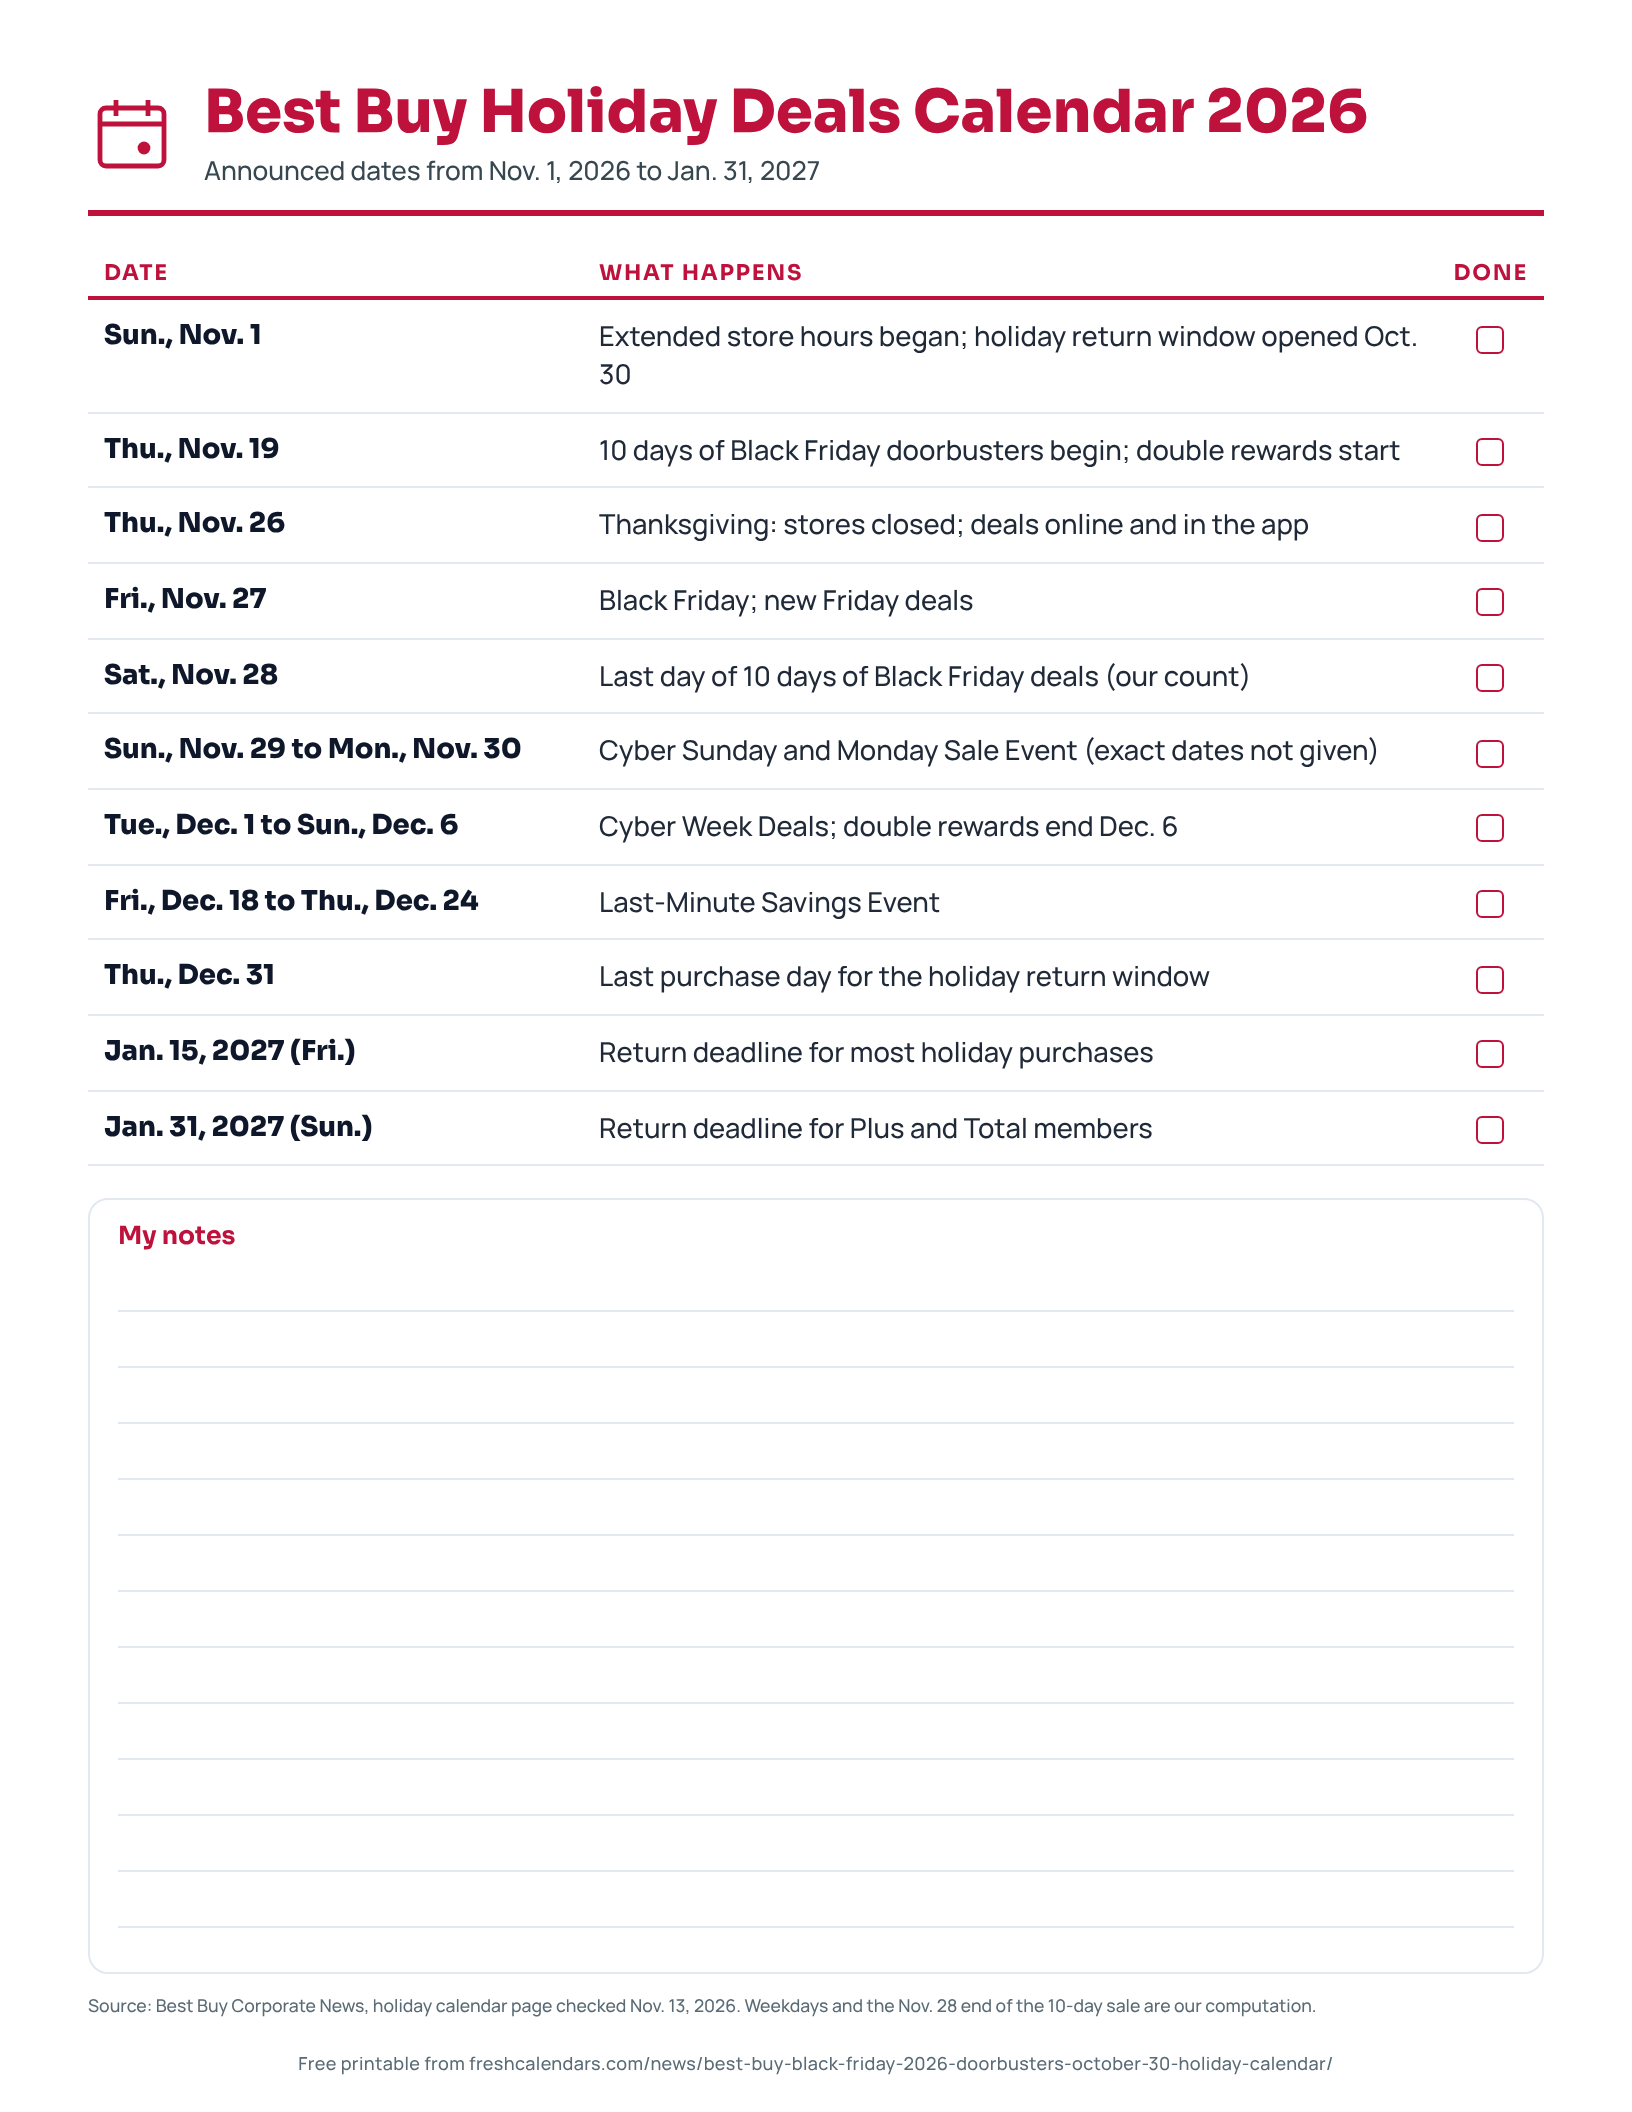 Best Buy Holiday Deals Calendar 2026
Announced dates from Nov. 1, 2026 to Jan. 31, 2027
DATE WHAT HAPPENS DONE
Sun., Nov. 1 Extended store hours began; holiday return window opened Oct.
30
Thu., Nov. 19 10 days of Black Friday doorbusters begin; double rewards start
Thu., Nov. 26 Thanksgiving: stores closed; deals online and in the app
Fri., Nov. 27 Black Friday; new Friday deals
Sat., Nov. 28 Last day of 10 days of Black Friday deals (our count)
Sun., Nov. 29 to Mon., Nov. 30 Cyber Sunday and Monday Sale Event (exact dates not given)
Tue., Dec. 1 to Sun., Dec. 6 Cyber Week Deals; double rewards end Dec. 6
Fri., Dec. 18 to Thu., Dec. 24 Last-Minute Savings Event
Thu., Dec. 31 Last purchase day for the holiday return window
Jan. 15, 2027 (Fri.) Return deadline for most holiday purchases
Jan. 31, 2027 (Sun.) Return deadline for Plus and Total members
My notes
Source: Best Buy Corporate News, holiday calendar page checked Nov. 13, 2026. Weekdays and the Nov. 28 end of the 10-day sale are our computation.
Free printable from freshcalendars.com/news/best-buy-black-friday-2026-doorbusters-october-30-holiday-calendar/